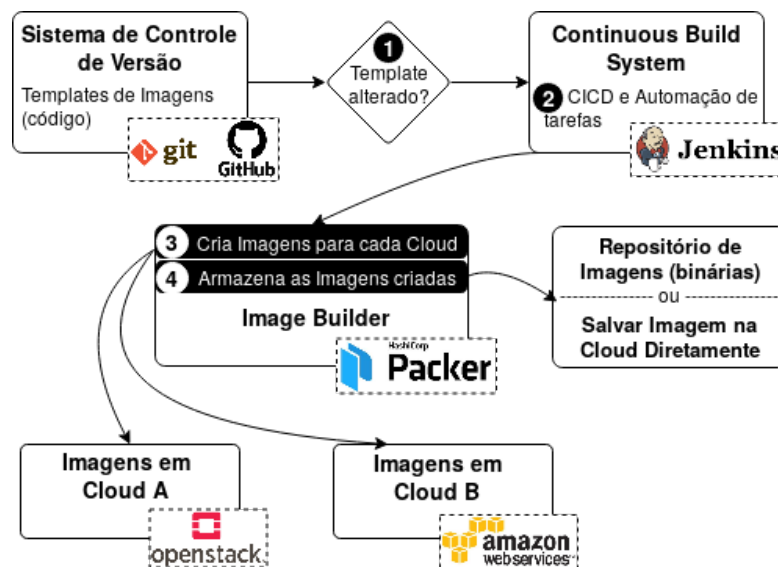 Sistema de Controle
de Versão
Templates de Imagens
(código)
git
GitHub
1
Template
alterado?
Continuous Build
System
2 CICD e Automação de
tarefas
Jenkins
3 Cria Imagens para cada Cloud
4 Armazena as Imagens criadas
Image Builder
HashiCorp
Packer
Repositório de
Imagens (binárias)
ou
Salvar Imagem na
Cloud Diretamente
Imagens em
Cloud A
openstack.
Imagens em
Cloud B
amazon
webservices